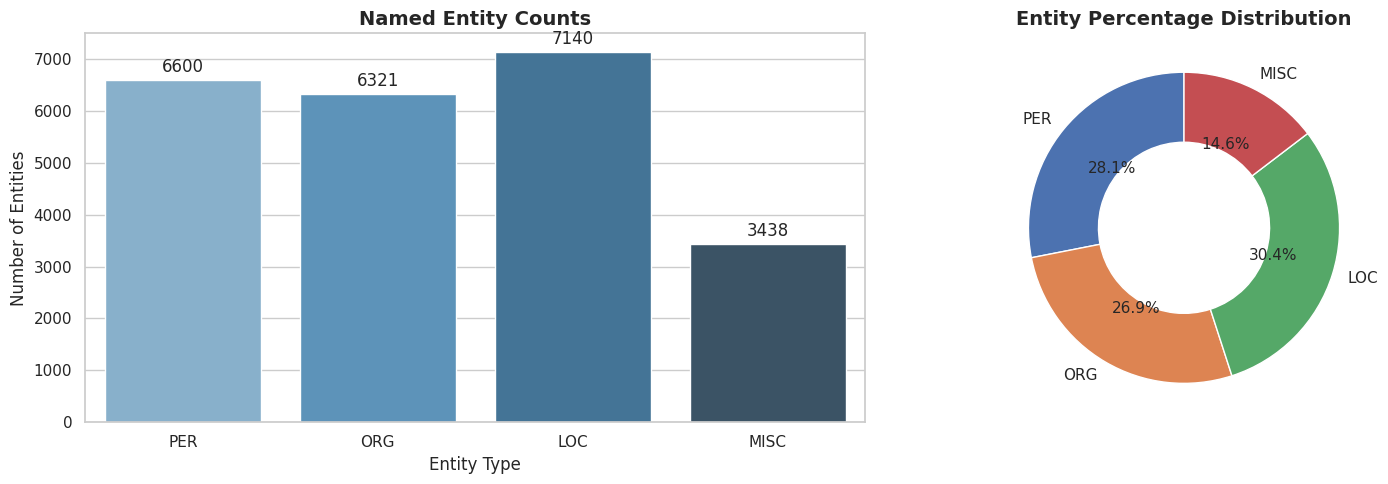 Named Entity Counts
7140
6600
6321
3438
7000
6000
5000
4000
3000
2000
1000
0
Number of Entities
PER
ORG
LOC
MISC
Entity Type
Entity Percentage Distribution
MISC
PER
14.6%
28.1%
30.4%
LOC
26.9%
ORG